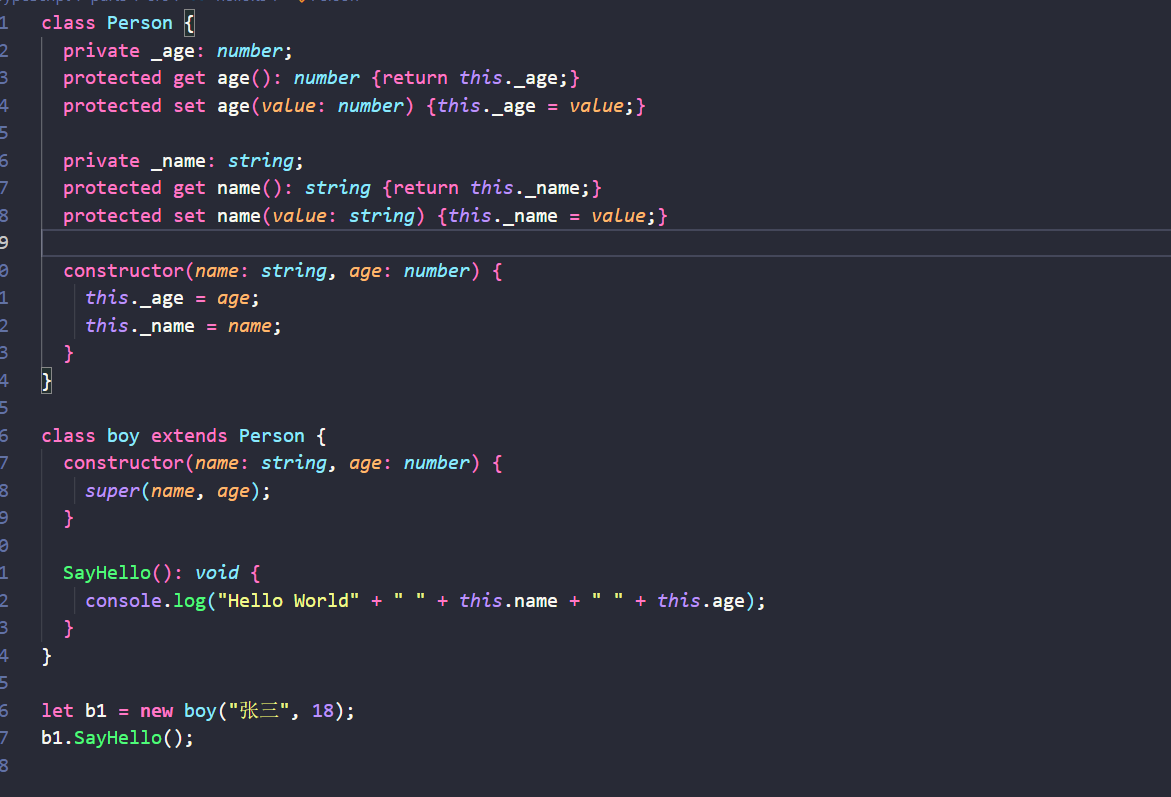 1 class Person {
2 private _age: number;
3 protected get age(): number {return this._age;}
4 protected set age(value: number) {this._age = value;}
5
6 private _name: string;
7 protected get name(): string {return this._name;}
8 protected set name(value: string) {this._name = value;}
9
0 constructor(name: string, age: number) {
1 this._age = age;
2 this._name = name;
3 }
4 }
5
6 class boy extends Person {
7 constructor(name: string, age: number) {
8 super(name, age);
9 }
0
1 SayHello(): void {
2 console.log("Hello World" + " " + this.name + " " + this.age);
3 }
4 }
5
6 let b1 = new boy("张三", 18);
7 b1.SayHello();
8